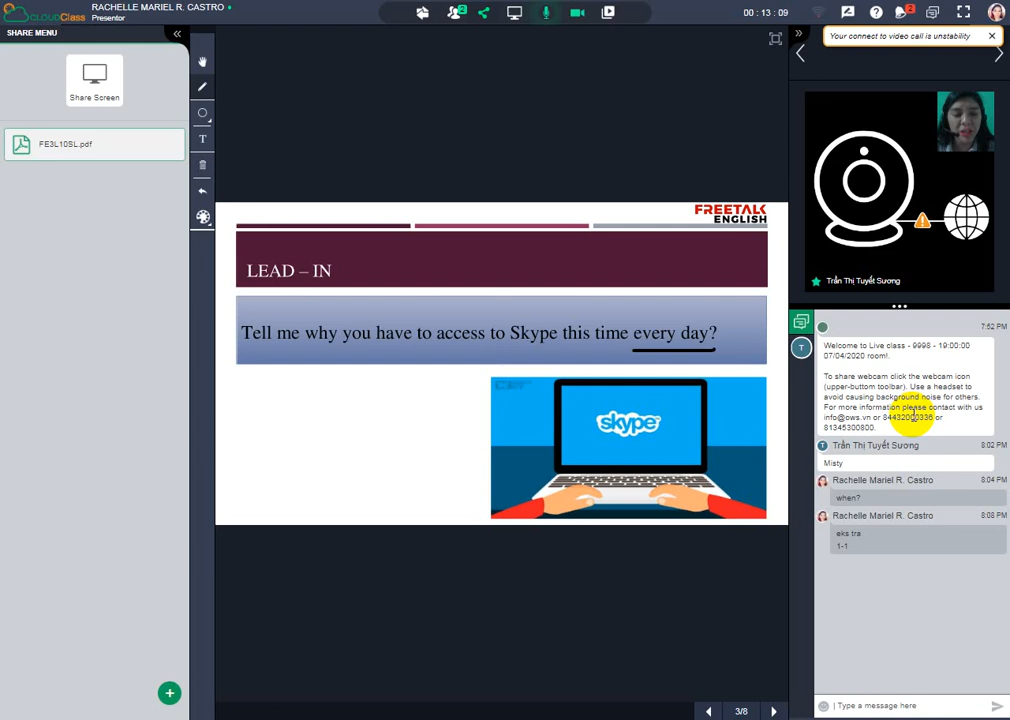 CLOUDCLASS
RACHELLE MARIEL R. CASTRO
Presentor
2
00 : 13 : 09
2
SHARE MENU
Share Screen
FE3L10SL.pdf
FREETALK
ENGLISH
LEAD – IN
Tell me why you have to access to Skype this time every day?
skype
3/8
Your connect to video call is unstability
Trần Thị Tuyết Sương
7:52 PM
Welcome to Live class - 9998 - 19:00:00
07/04/2020 room!.
To share webcam click the webcam icon
(upper-buttom toolbar). Use a headset to
avoid causing background noise for others.
For more information please contact with us
info@ows.vn or 84432000336 or
81345300800.
T
T Trần Thị Tuyết Sương 8:02 PM
Misty
Rachelle Mariel R. Castro 8:04 PM
when?
Rachelle Mariel R. Castro 8:08 PM
eks tra
1-1
Type a message here